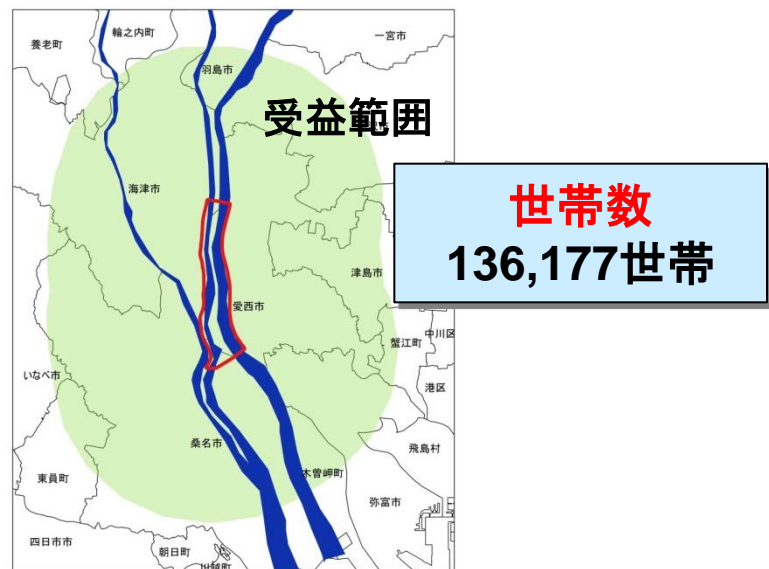 輪之内町
養老町
一宮市
羽島市
受益範囲
海津市
世帯数
136,177世帯
津島市
愛西市
中川区
蟹江町
いなべ市
港区
桑名市
飛島村
木曽岬町
東員町
弥富市
四日市市
朝日町
川越町